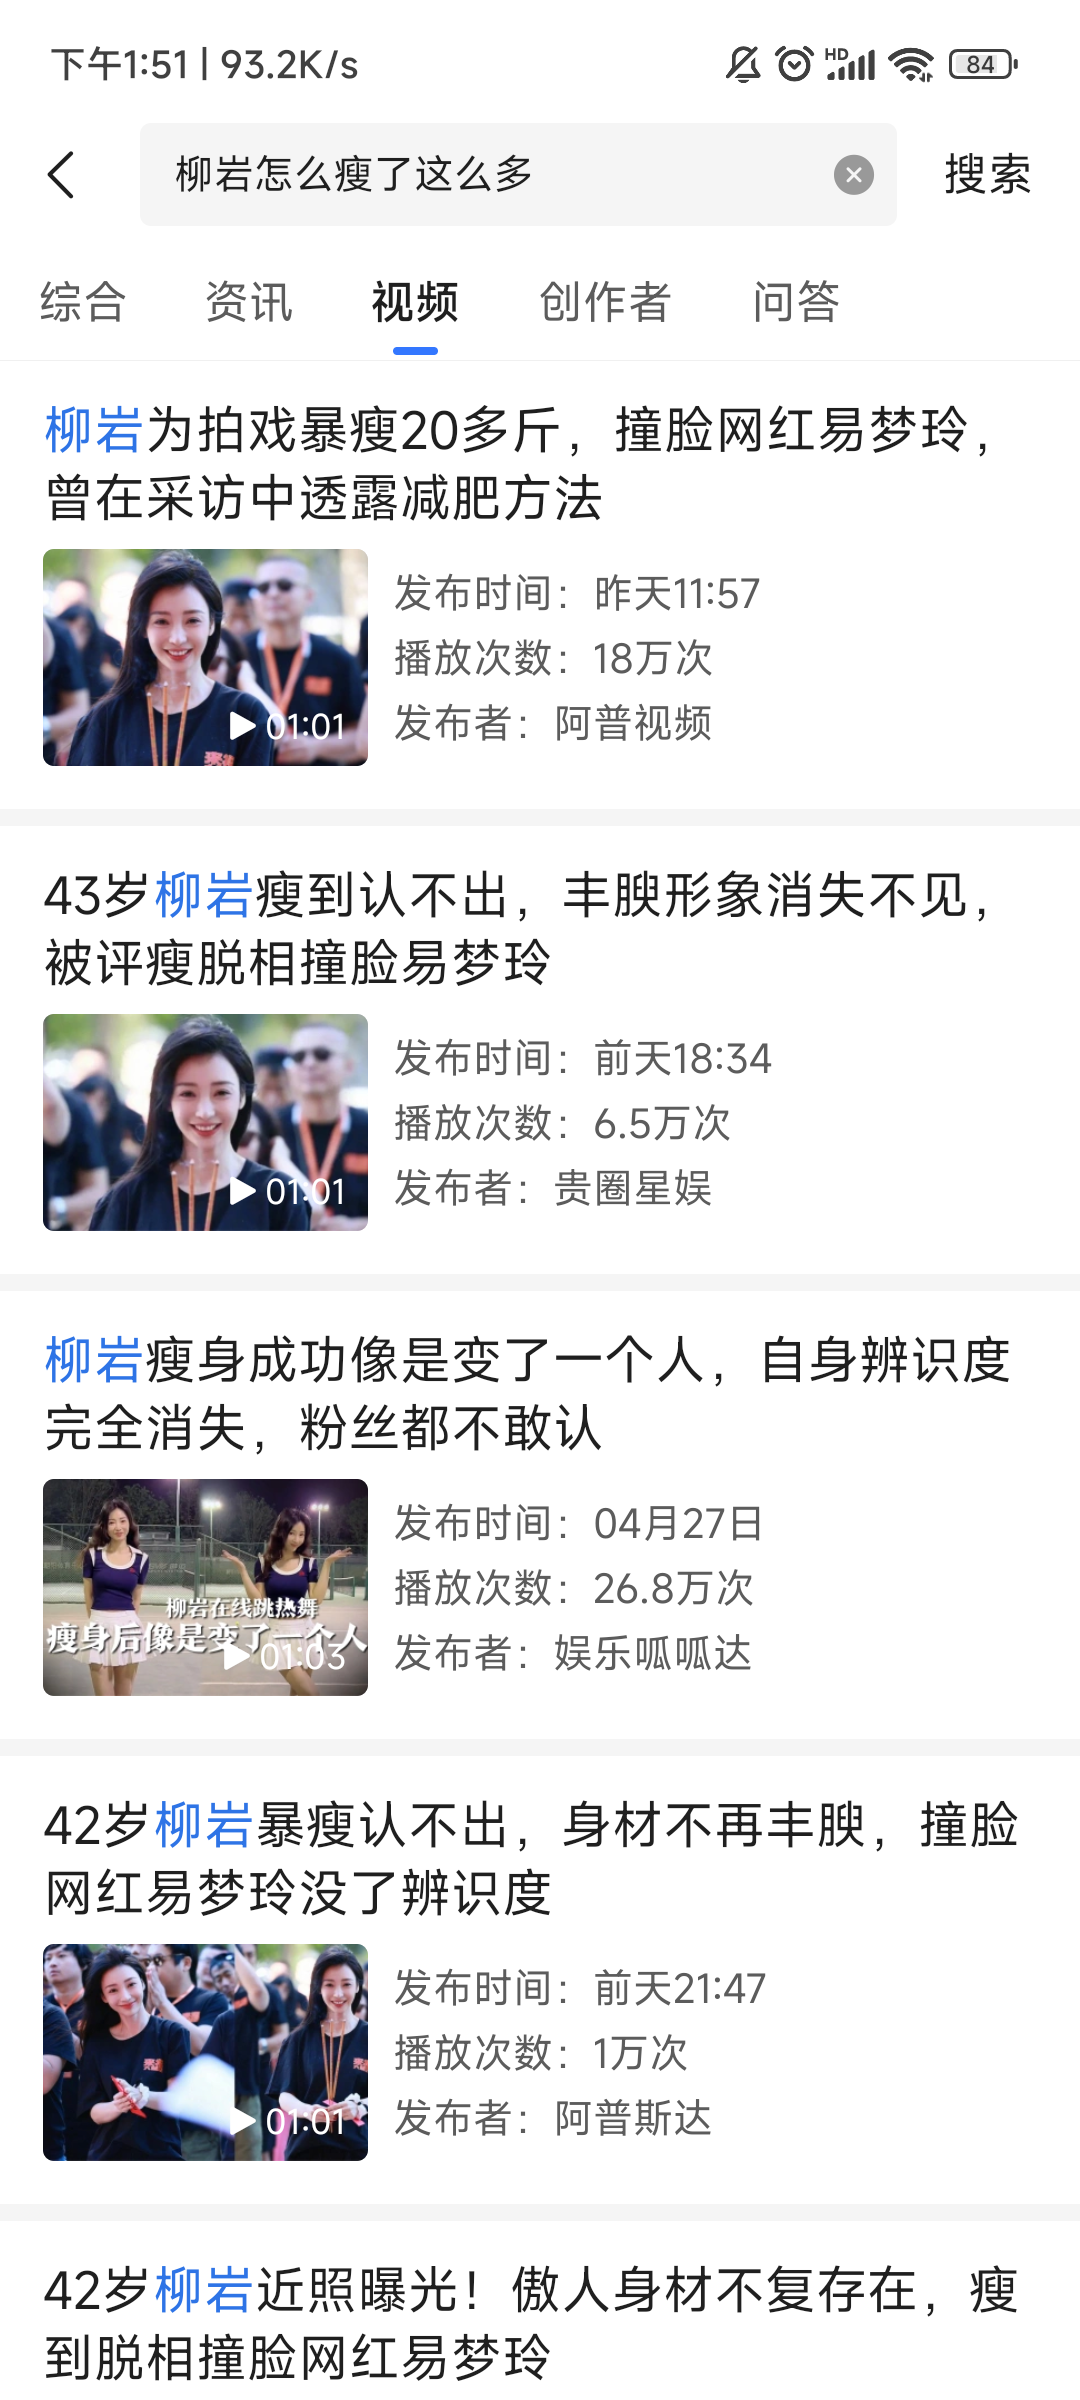 下午1:51 | 93.2K/s
HD
84
柳岩怎么瘦了这么多
搜索
综合 资讯 视频 创作者 问答
柳岩为拍戏暴瘦20多斤，撞脸网红易梦玲，
曾在采访中透露减肥方法
01:01
发布时间：昨天11:57
播放次数：18万次
发布者：阿普视频
43岁柳岩瘦到认不出，丰腴形象消失不见，
被评瘦脱相撞脸易梦玲
01:01
发布时间：前天18:34
播放次数：6.5万次
发布者：贵圈星娱
柳岩瘦身成功像是变了一个人，自身辨识度
完全消失，粉丝都不敢认
柳岩在线跳热舞
瘦身后像是变了一个人
01:03
发布时间：04月27日
播放次数：26.8万次
发布者：娱乐呱呱达
42岁柳岩暴瘦认不出，身材不再丰腴，撞脸
网红易梦玲没了辨识度
01:01
发布时间：前天21:47
播放次数：1万次
发布者：阿普斯达
42岁柳岩近照曝光！傲人身材不复存在，瘦
到脱相撞脸网红易梦玲